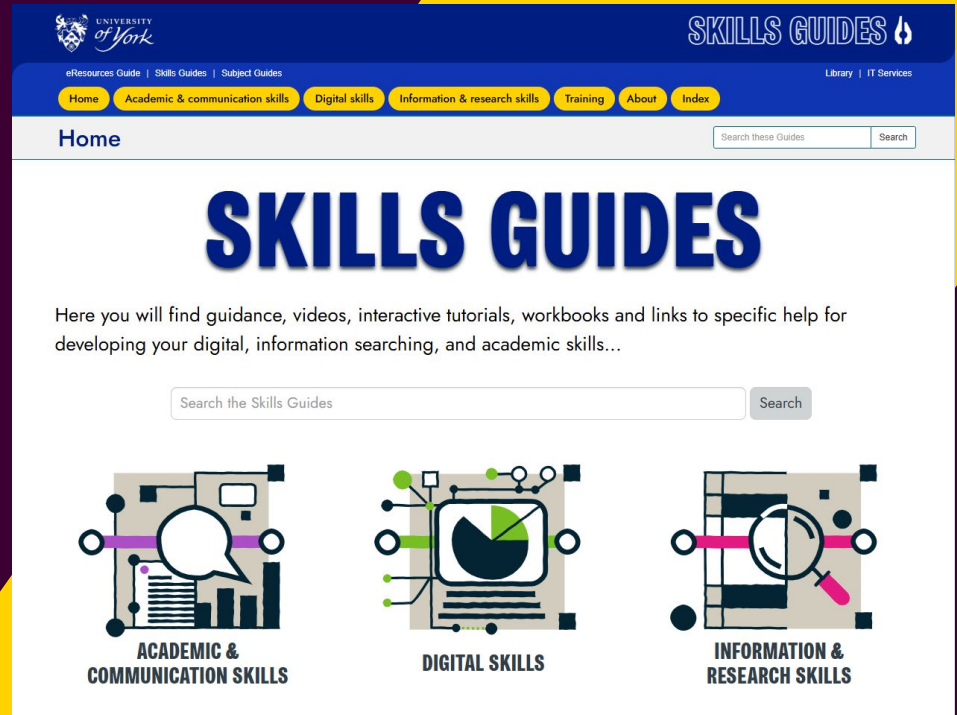 UNIVERSITY
of York
SKILLS GUIDES
eResources Guide | Skills Guides | Subject Guides
Library | IT Services
Home
Academic & communication skills
Digital skills
Information & research skills
Training
About
Index
Home
Search these Guides
Search
SKILLS GUIDES
Here you will find guidance, videos, interactive tutorials, workbooks and links to specific help for
developing your digital, information searching, and academic skills...
Search the Skills Guides
Search
ACADEMIC &
COMMUNICATION SKILLS
DIGITAL SKILLS
INFORMATION &
RESEARCH SKILLS